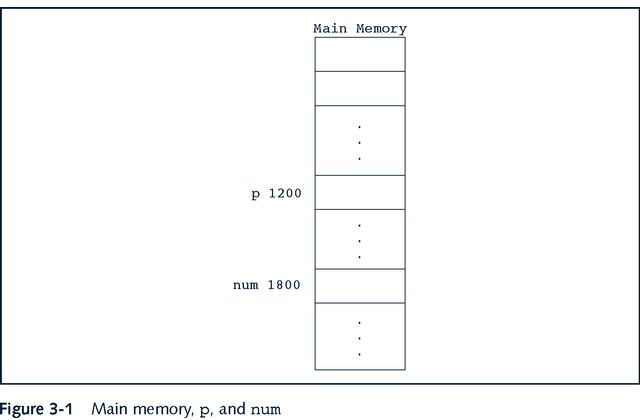 Main Memory
.
.
.
p 1200
.
.
.
num 1800
.
.
.
Figure 3-1 Main memory, p, and num